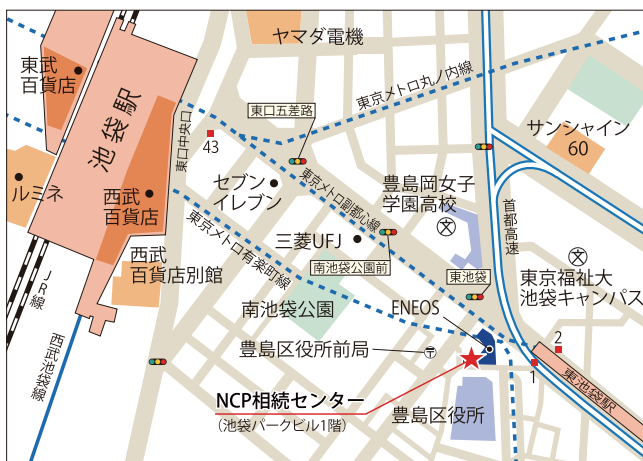 ヤマダ電機
東武
百貨店
池袋駅
東口中央口
43
東口五差路
東京メトロ丸ノ内線
サンシャイン
60
ルミネ
西武
百貨店
セブン
イレブン
東京メトロ副都心線
豊島岡女子
学園高校
文
首都高速
三菱UFJ
南池袋公園前
東池袋
文
東京福祉大
池袋キャンパス
西武
百貨店別館
東京メトロ有楽町線
JR線
西武池袋線
南池袋公園
ENEOS
豊島区役所前局
〒
2
1
東池袋駅
NCP相続センター
(池袋パークビル1階)
豊島区役所